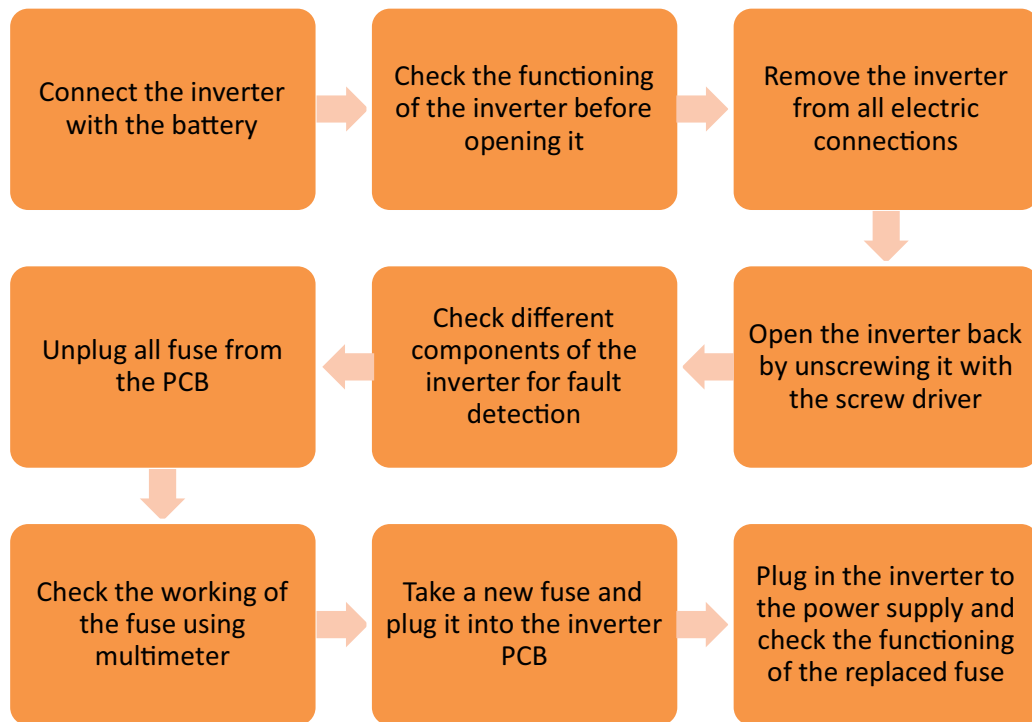 Connect the inverter
with the battery
Check the functioning
of the inverter before
opening it
Remove the inverter
from all electric
connections
Open the inverter back
by unscrewing it with
the screw driver
Check different
components of the
inverter for fault
detection
Unplug all fuse from
the PCB
Check the working of
the fuse using
multimeter
Take a new fuse and
plug it into the inverter
PCB
Plug in the inverter to
the power supply and
check the functioning
of the replaced fuse